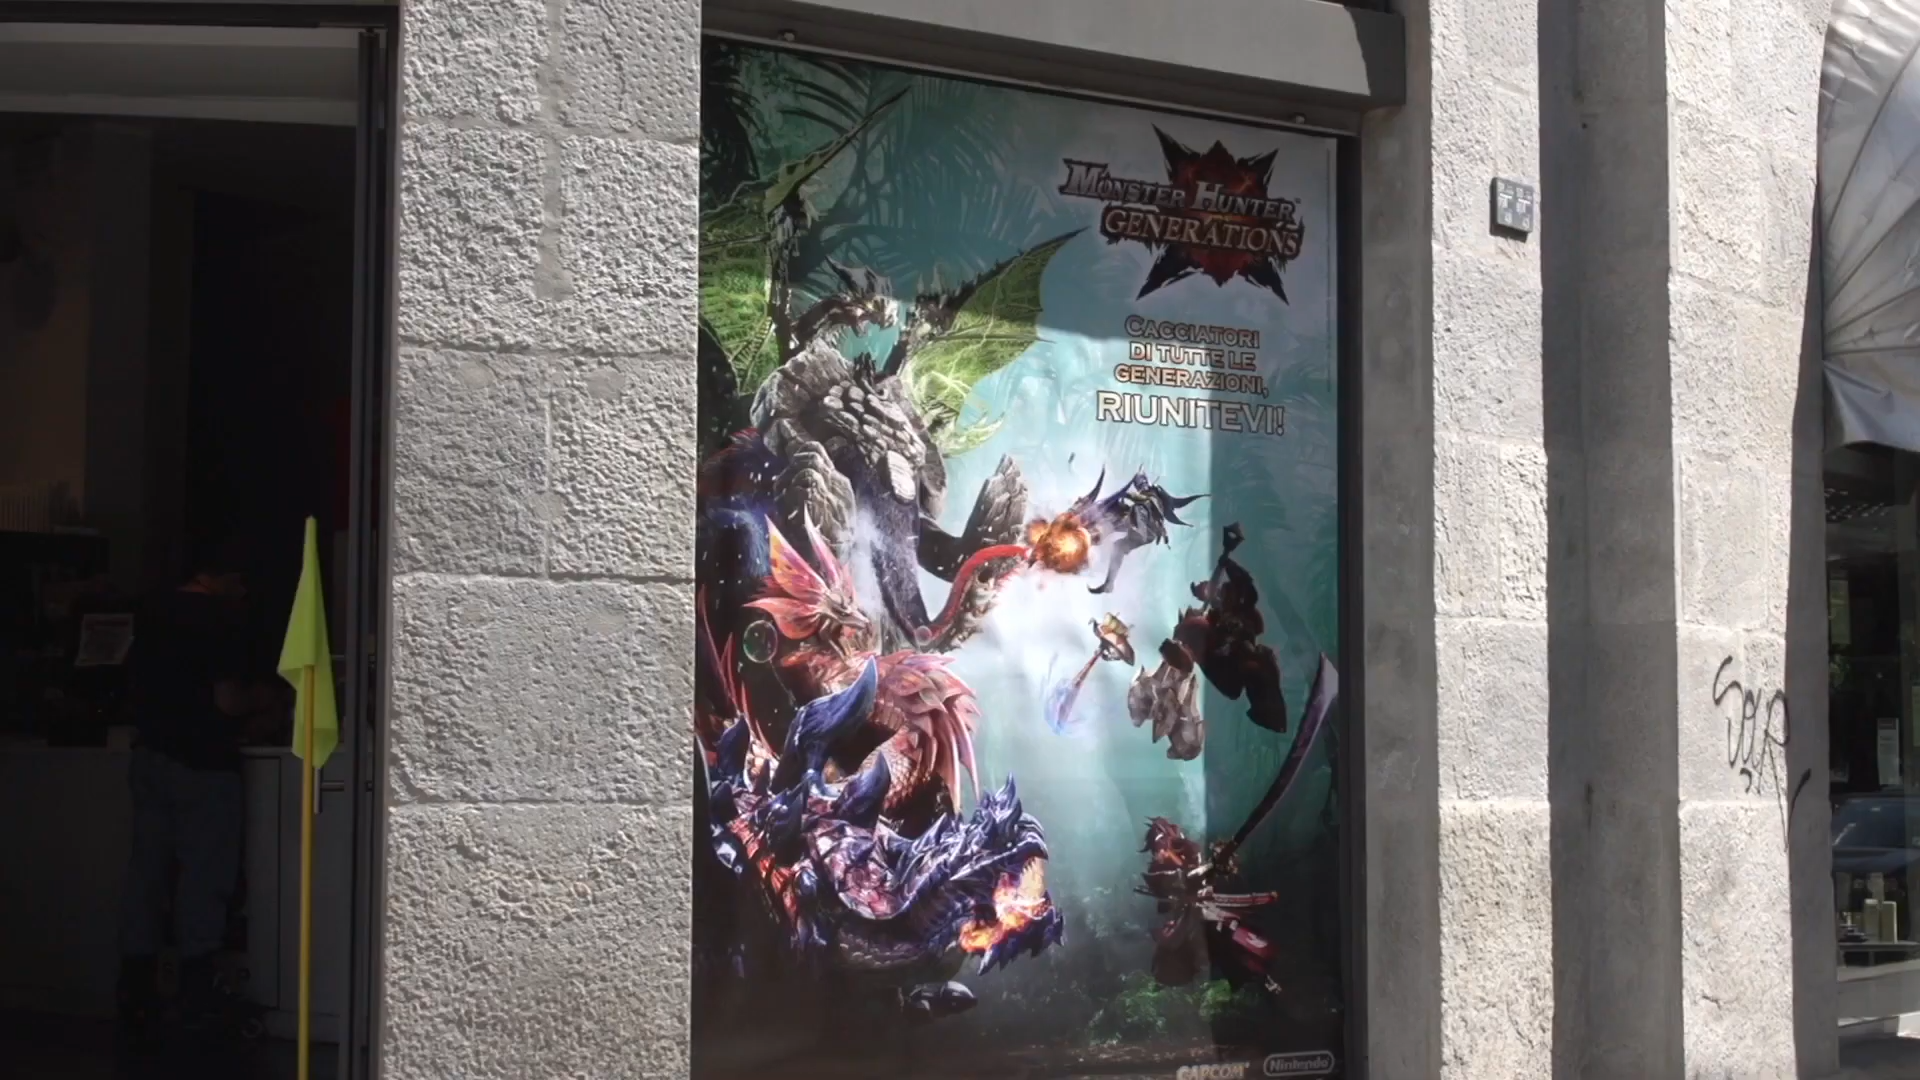 MONSTER HUNTER
GENERATIONS
CACCIATORI
DI TUTTE LE
GENERAZIONI,
RIUNITEVI!
CAPCOM
Nintendo